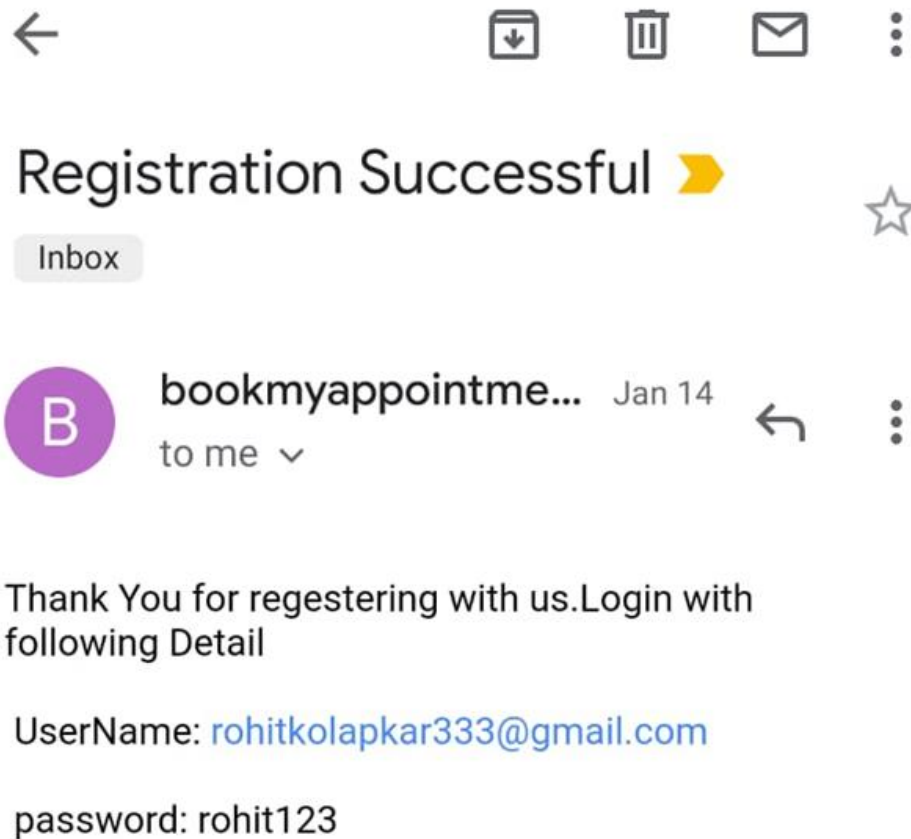 Registration Successful
Inbox
B
bookmyappointme... Jan 14
to me
Thank You for regestering with us.Login with
following Detail
UserName: rohitkolapkar333@gmail.com
password: rohit123